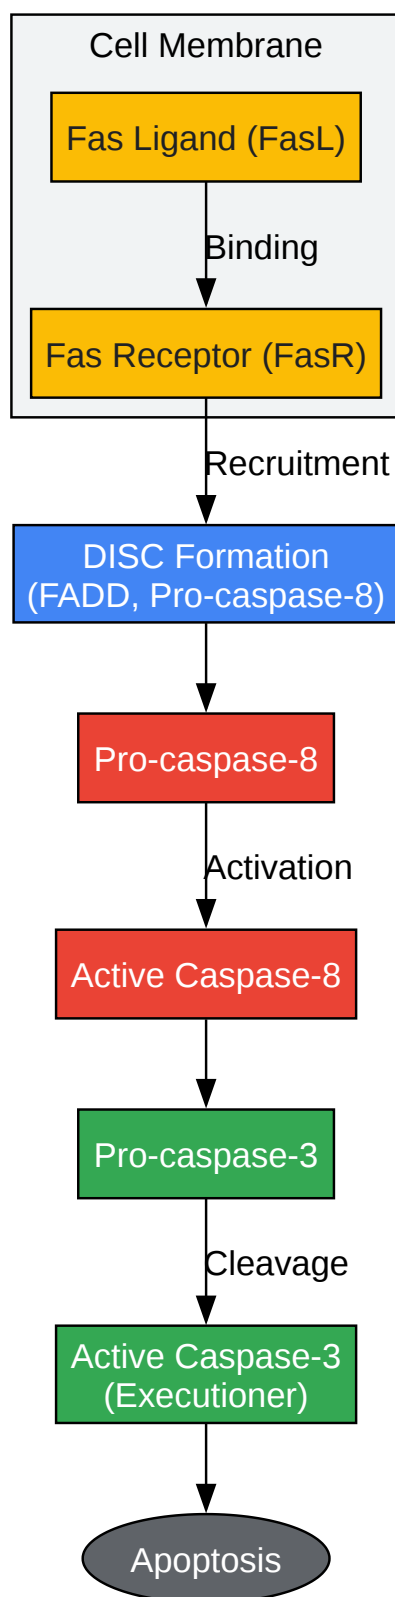 Cell Membrane
Fas Ligand (FasL)
Binding
Fas Receptor (FasR)
Recruitment
DISC Formation
(FADD, Pro-caspase-8)
Pro-caspase-8
Activation
Active Caspase-8
Pro-caspase-3
Cleavage
Active Caspase-3
(Executioner)
Apoptosis